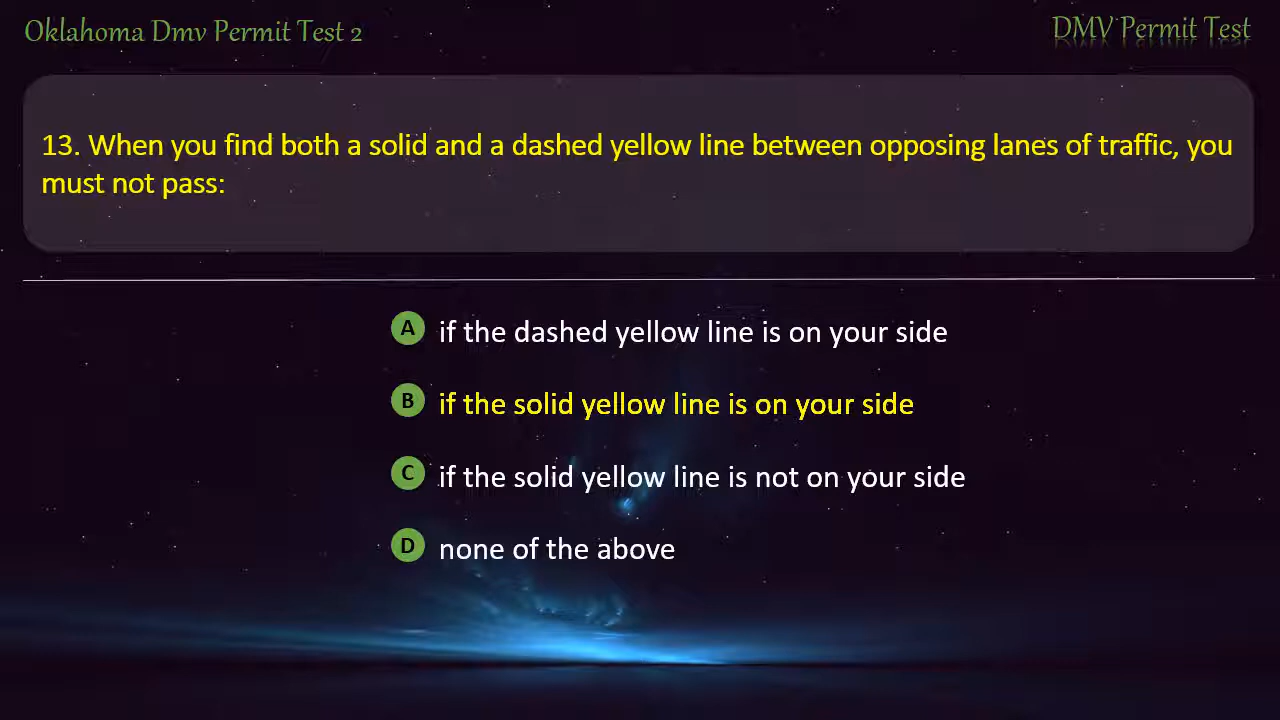 Oklahoma Dmv Permit Test 2
DMV Permit Test
13. When you find both a solid and a dashed yellow line between opposing lanes of traffic, you
must not pass:
A if the dashed yellow line is on your side
B if the solid yellow line is on your side
C if the solid yellow line is not on your side
D none of the above